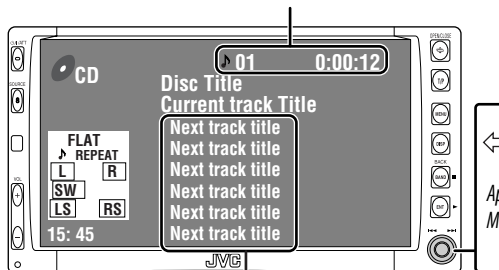 OPEN/CLOSE
♪ 01 0:00:12
CD
Disc Title
Current track Title
Next track title
Next track title
Next track title
Next track title
Next track title
Next track title
FLAT
♪ REPEAT
L R
SW
LS RS
15: 45
SOURCE
VOL
+
–
T/P
MENU
DISP
BACK
BAND ■
ENT ►
JVC